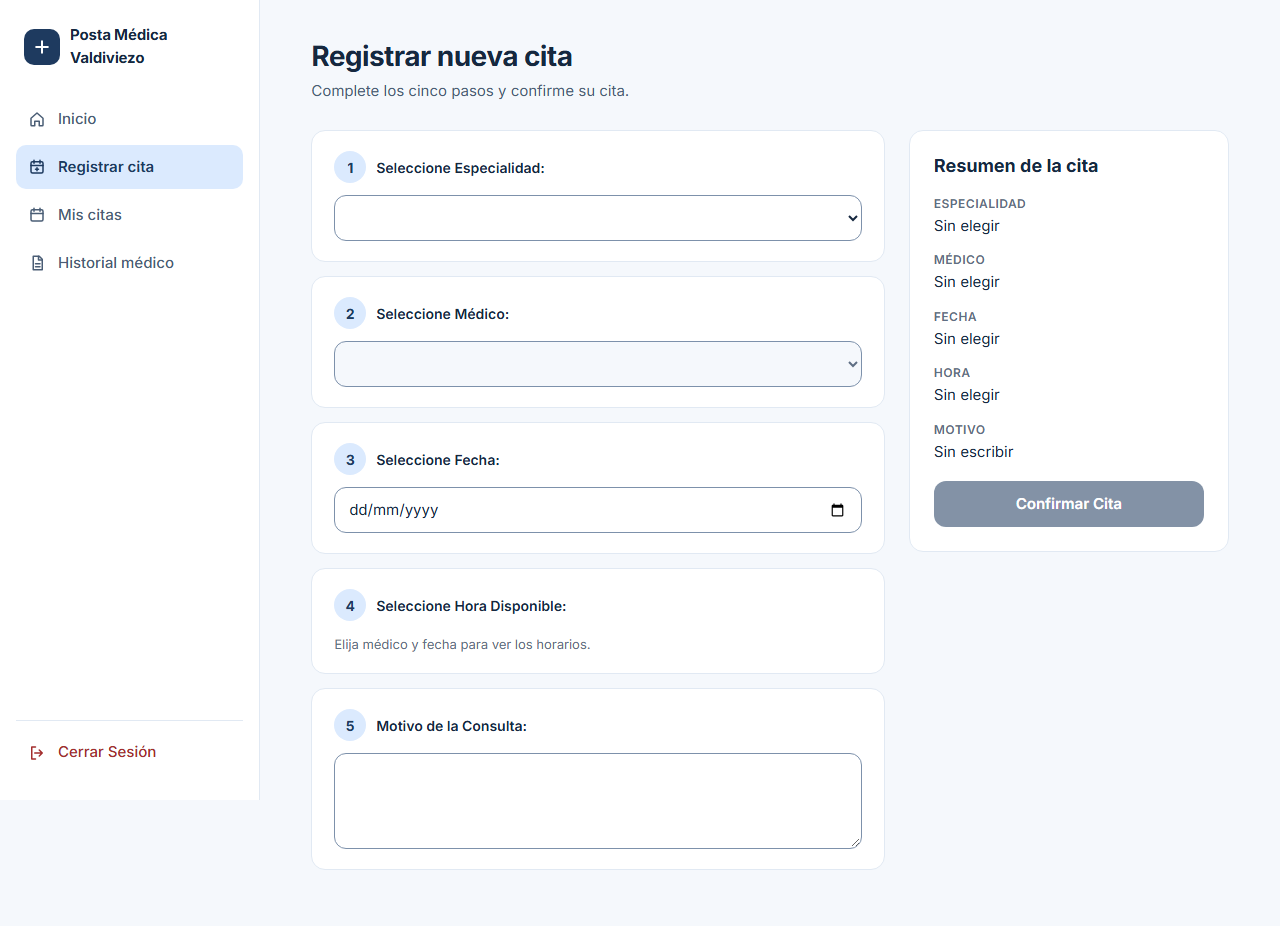 Posta Médica
Valdiviezo
Inicio
Registrar cita
Mis citas
Historial médico
Cerrar Sesión
Registrar nueva cita
Complete los cinco pasos y confirme su cita.
1 Seleccione Especialidad:
2 Seleccione Médico:
3 Seleccione Fecha:
dd/mm/yyyy
4 Seleccione Hora Disponible:
Elija médico y fecha para ver los horarios.
5 Motivo de la Consulta:
Resumen de la cita
ESPECIALIDAD
Sin elegir
MÉDICO
Sin elegir
FECHA
Sin elegir
HORA
Sin elegir
MOTIVO
Sin escribir
Confirmar Cita